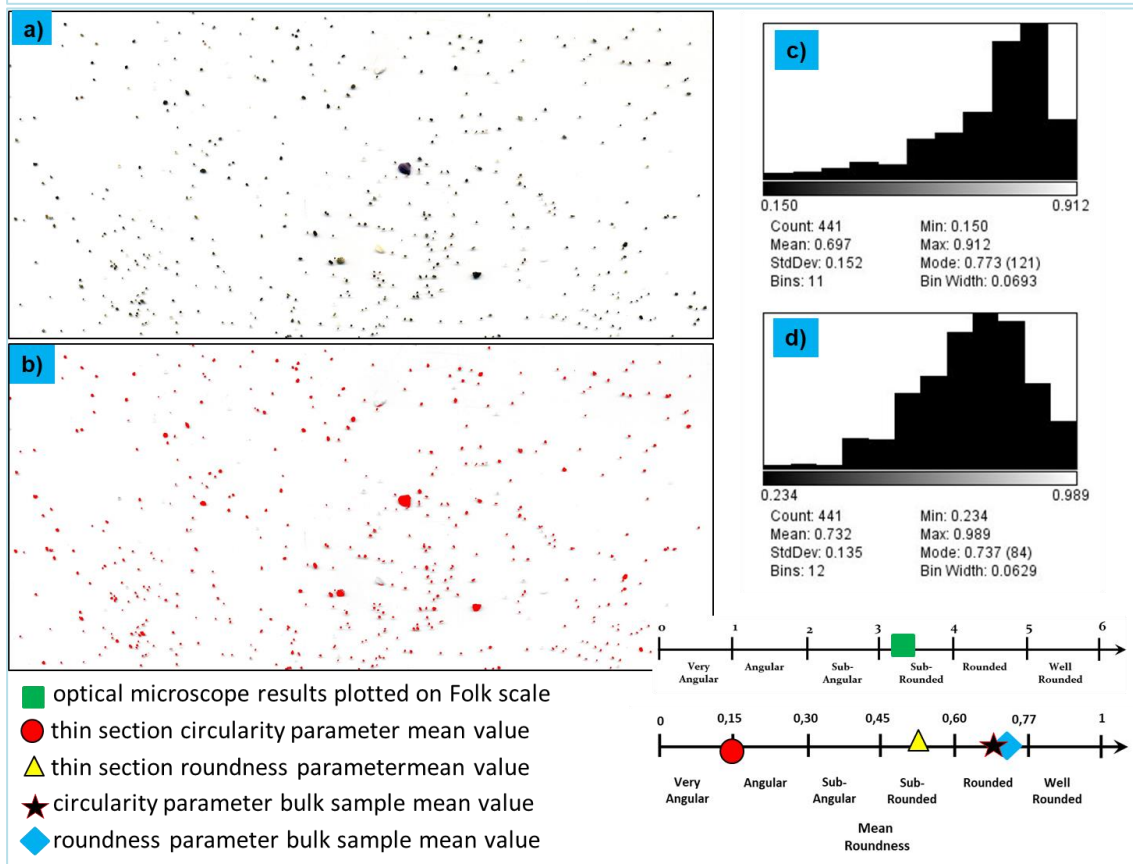 a)
c)
0.150 0.912
Count: 441 Min: 0.150
Mean: 0.697 Max: 0.912
StdDev: 0.152 Mode: 0.773 (121)
Bins: 11 Bin Width: 0.0693
b)
d)
0.234 0.989
Count: 441 Min: 0.234
Mean: 0.732 Max: 0.989
StdDev: 0.135 Mode: 0.737 (84)
Bins: 12 Bin Width: 0.0629
0 1 2 3 4 5 6
Very Angular Sub- Sub- Rounded Well
Angular Angular Rounded Rounded
optical microscope results plotted on Folk scale
thin section circularity parameter mean value
thin section roundness parametermean value
circularity parameter bulk sample mean value
roundness parameter bulk sample mean value
0 0,15 0,30 0,45 0,60 0,77 1
Very Angular Sub- Sub- Rounded Well
Angular Angular Rounded Rounded
Mean
Roundness